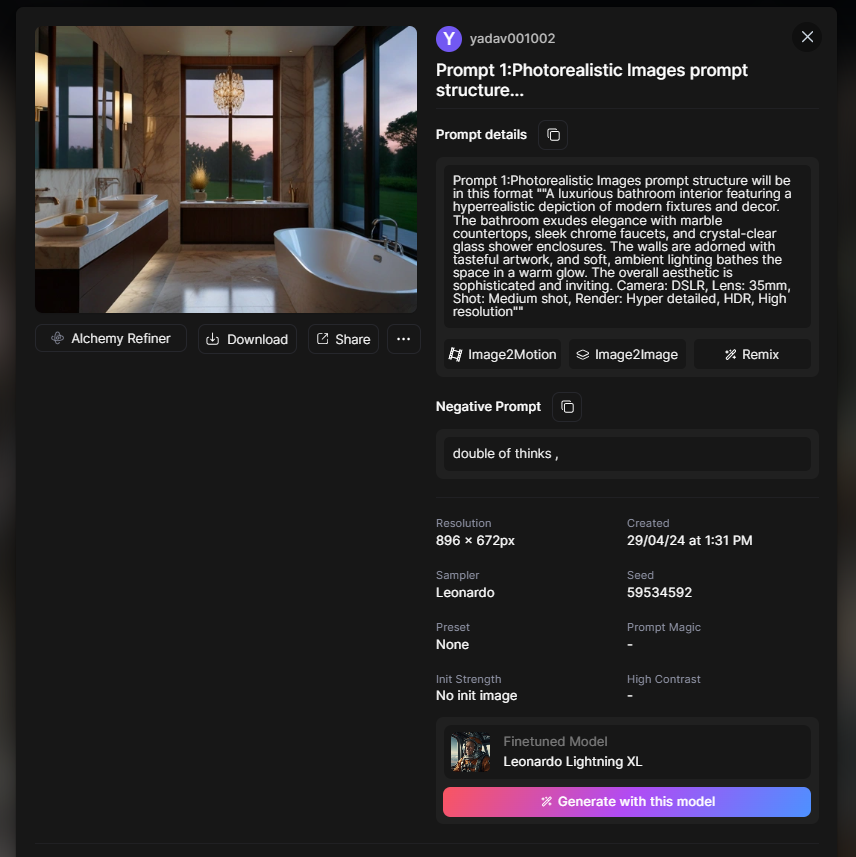 Y yadav001002
Prompt 1:Photorealistic Images prompt
structure...
Prompt details
Prompt 1:Photorealistic Images prompt structure will be
in this format ""A luxurious bathroom interior featuring a
hyperrealistic depiction of modern fixtures and decor.
The bathroom exudes elegance with marble
countertops, sleek chrome faucets, and crystal-clear
glass shower enclosures. The walls are adorned with
tasteful artwork, and soft, ambient lighting bathes the
space in a warm glow. The overall aesthetic is
sophisticated and inviting. Camera: DSLR, Lens: 35mm,
Shot: Medium shot, Render: Hyper detailed, HDR, High
resolution""
Alchemy Refiner
Download
Share
Image2Motion
Image2Image
Remix
Negative Prompt
double of thinks ,
Resolution
896 × 672px
Created
29/04/24 at 1:31 PM
Sampler
Leonardo
Seed
59534592
Preset
None
Prompt Magic
-
Init Strength
No init image
High Contrast
-
Finetuned Model
Leonardo Lightning XL
Generate with this model